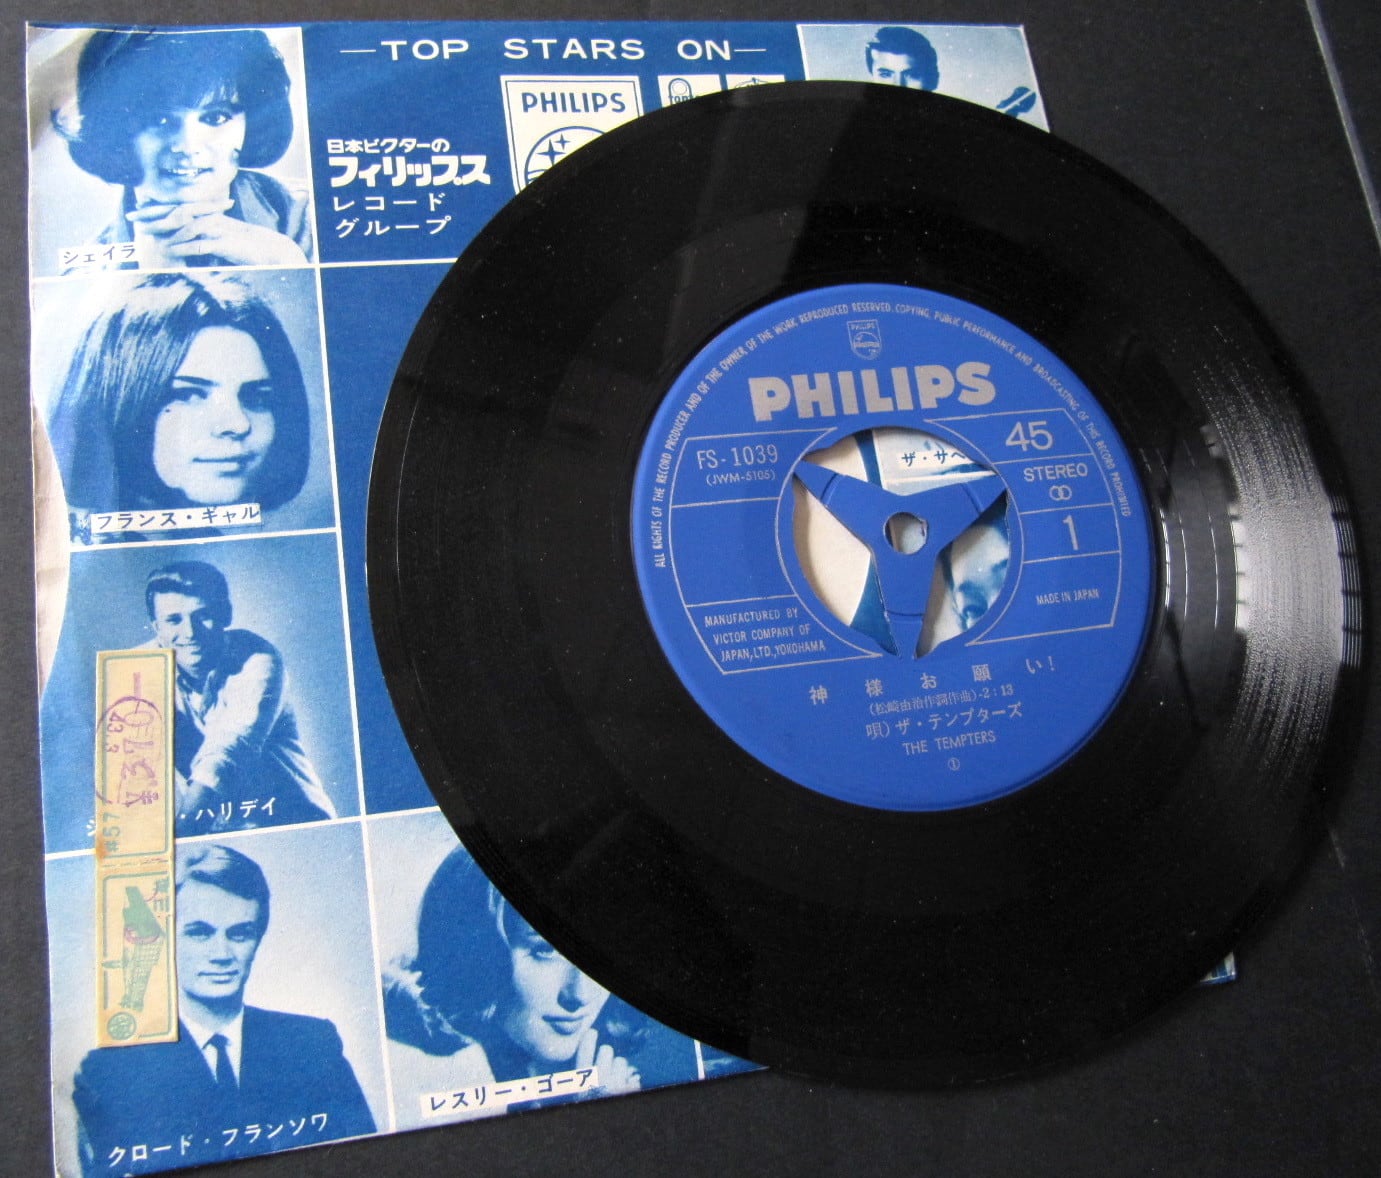 —TOP STARS ON—
PHILIPS
日本ビクターの
フィリップス
レコード
グループ
シェイラ
フランス・ギャル
・ハリデイ
クロード・フランソワ
レスリー・ゴーア
43.3
¥370
#57
ALL RIGHTS OF THE RECORD PRODUCER AND OF THE OWNER OF THE WORK REPRODUCED RESERVED. COPYING, PUBLIC PERFORMANCE AND BROADCASTING OF THIS RECORD PROHIBITED
PHILIPS
PHILIPS
FS-1039
(JWM-5105)
45
STEREO
1
MADE IN JAPAN
MANUFACTURED BY
VICTOR COMPANY OF
JAPAN, LTD., YOKOHAMA
神様お願い!
(松崎由治作詞作曲)-2:13
唄) ザ・テンプターズ
THE TEMPTERS
①